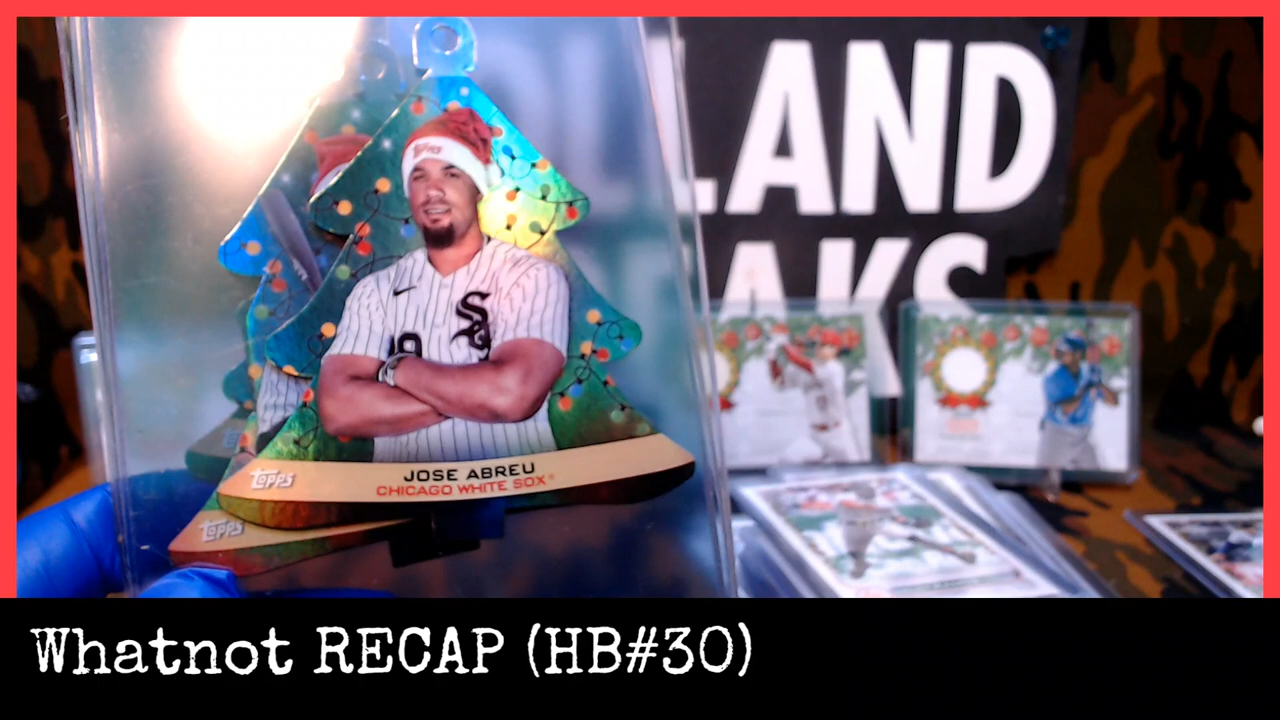 LAND
AKS
Topps
JOSE ABREU
CHICAGO WHITE SOX
Topps
Whatnot RECAP (HB#30)